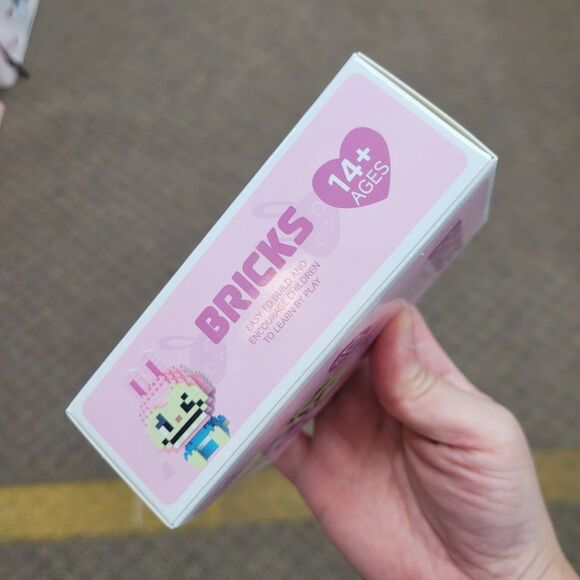 14+
AGES
BRICKS
EASY TO BUILD AND
ENCOURAGE CHILDREN
TO LEARN BY PLAY